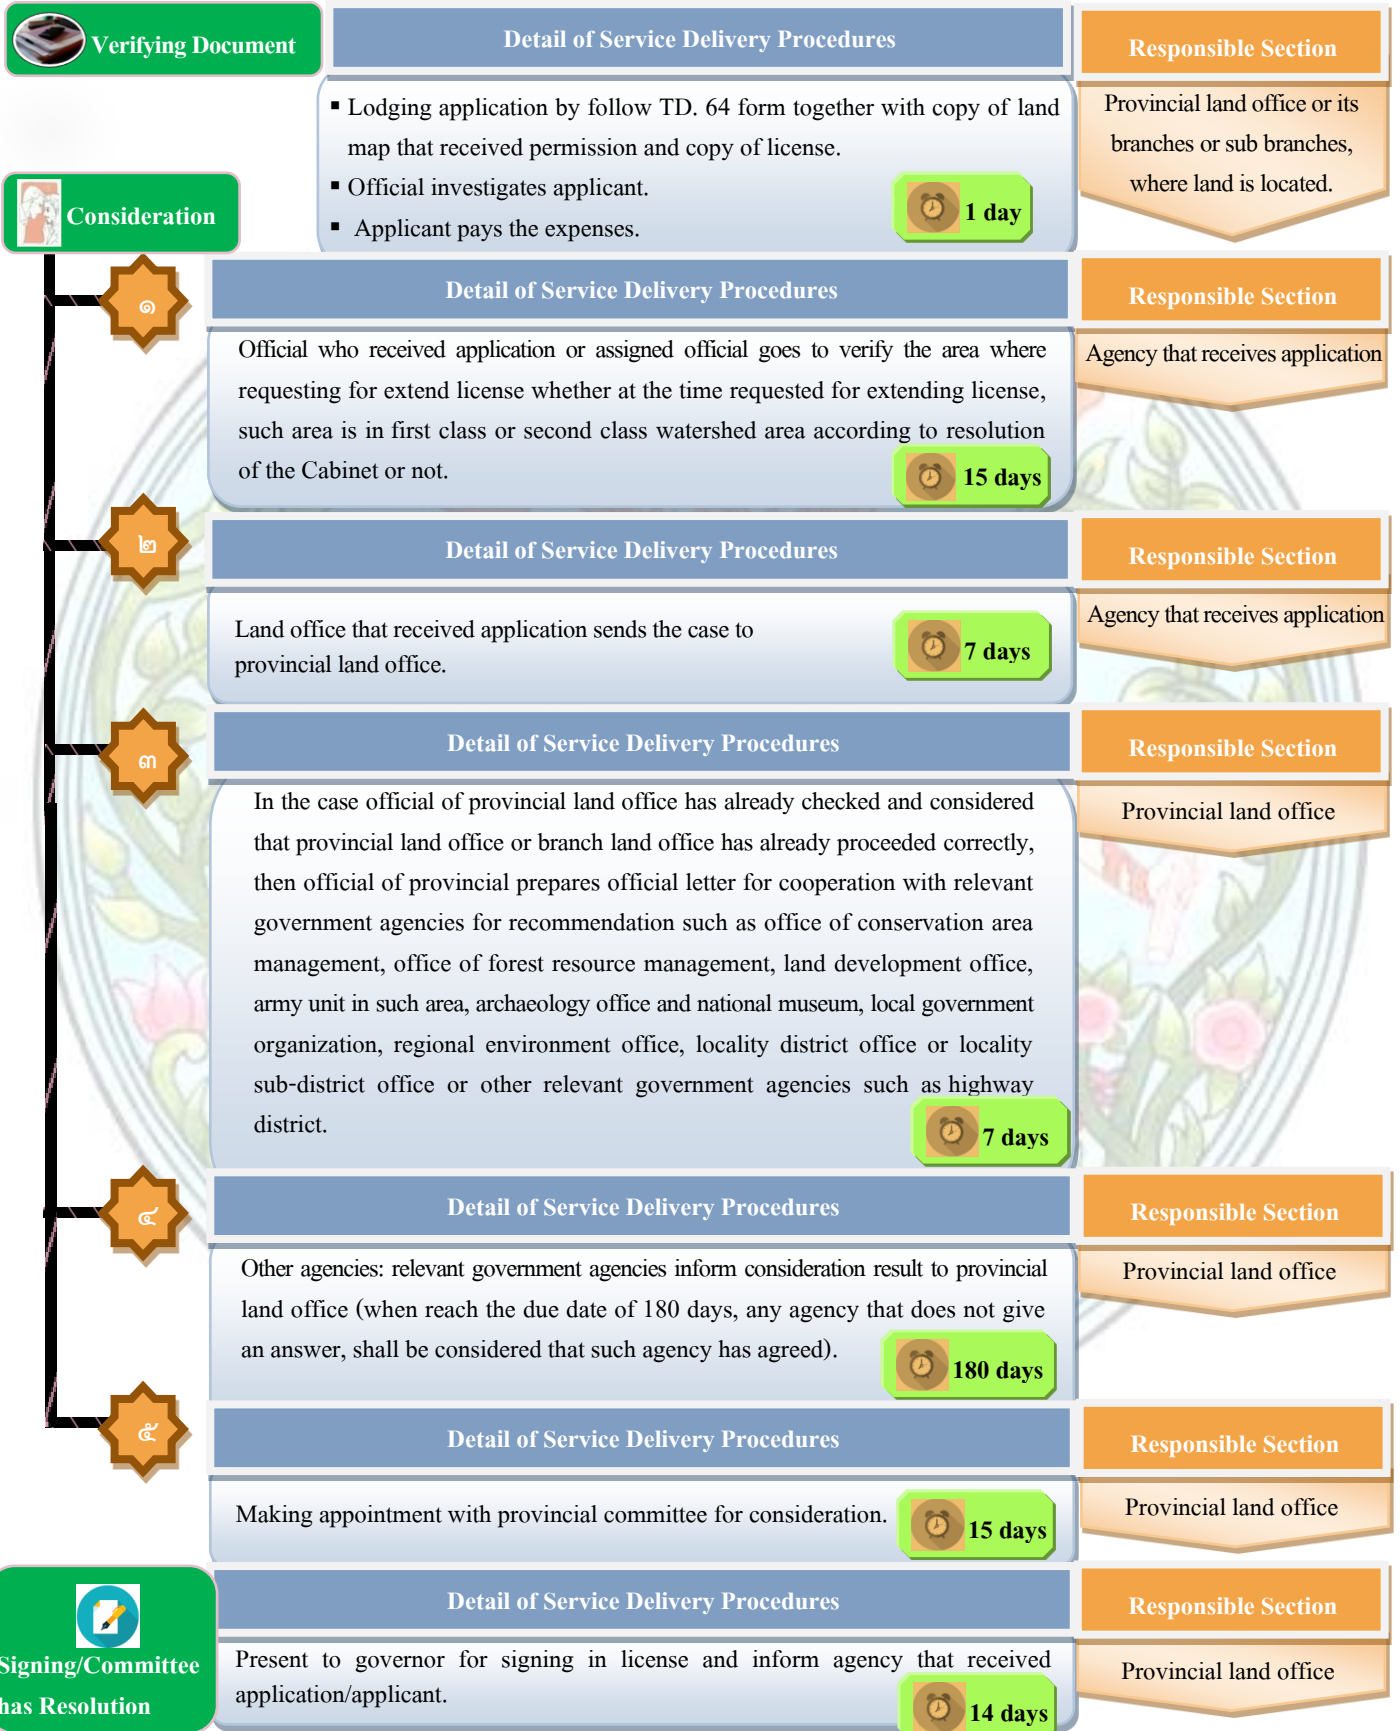 Verifying Document
Detail of Service Delivery Procedures
Responsible Section
▪ Lodging application by follow TD. 64 form together with copy of land
map that received permission and copy of license.
▪ Official investigates applicant.
▪ Applicant pays the expenses.
1 day
Provincial land office or its
branches or sub branches,
where land is located.
Consideration
๑
Detail of Service Delivery Procedures
Responsible Section
Official who received application or assigned official goes to verify the area where
requesting for extend license whether at the time requested for extending license,
such area is in first class or second class watershed area according to resolution
of the Cabinet or not.
15 days
Agency that receives application
๒
Detail of Service Delivery Procedures
Responsible Section
Land office that received application sends the case to
provincial land office.
7 days
Agency that receives application
๓
Detail of Service Delivery Procedures
Responsible Section
In the case official of provincial land office has already checked and considered
that provincial land office or branch land office has already proceeded correctly,
then official of provincial prepares official letter for cooperation with relevant
government agencies for recommendation such as office of conservation area
management, office of forest resource management, land development office,
army unit in such area, archaeology office and national museum, local government
organization, regional environment office, locality district office or locality
sub-district office or other relevant government agencies such as highway
district.
7 days
Provincial land office
๔
Detail of Service Delivery Procedures
Responsible Section
Other agencies: relevant government agencies inform consideration result to provincial
land office (when reach the due date of 180 days, any agency that does not give
an answer, shall be considered that such agency has agreed).
180 days
Provincial land office
๕
Detail of Service Delivery Procedures
Responsible Section
Making appointment with provincial committee for consideration.
15 days
Provincial land office
Signing/Committee
has Resolution
Detail of Service Delivery Procedures
Responsible Section
Present to governor for signing in license and inform agency that received
application/applicant.
14 days
Provincial land office